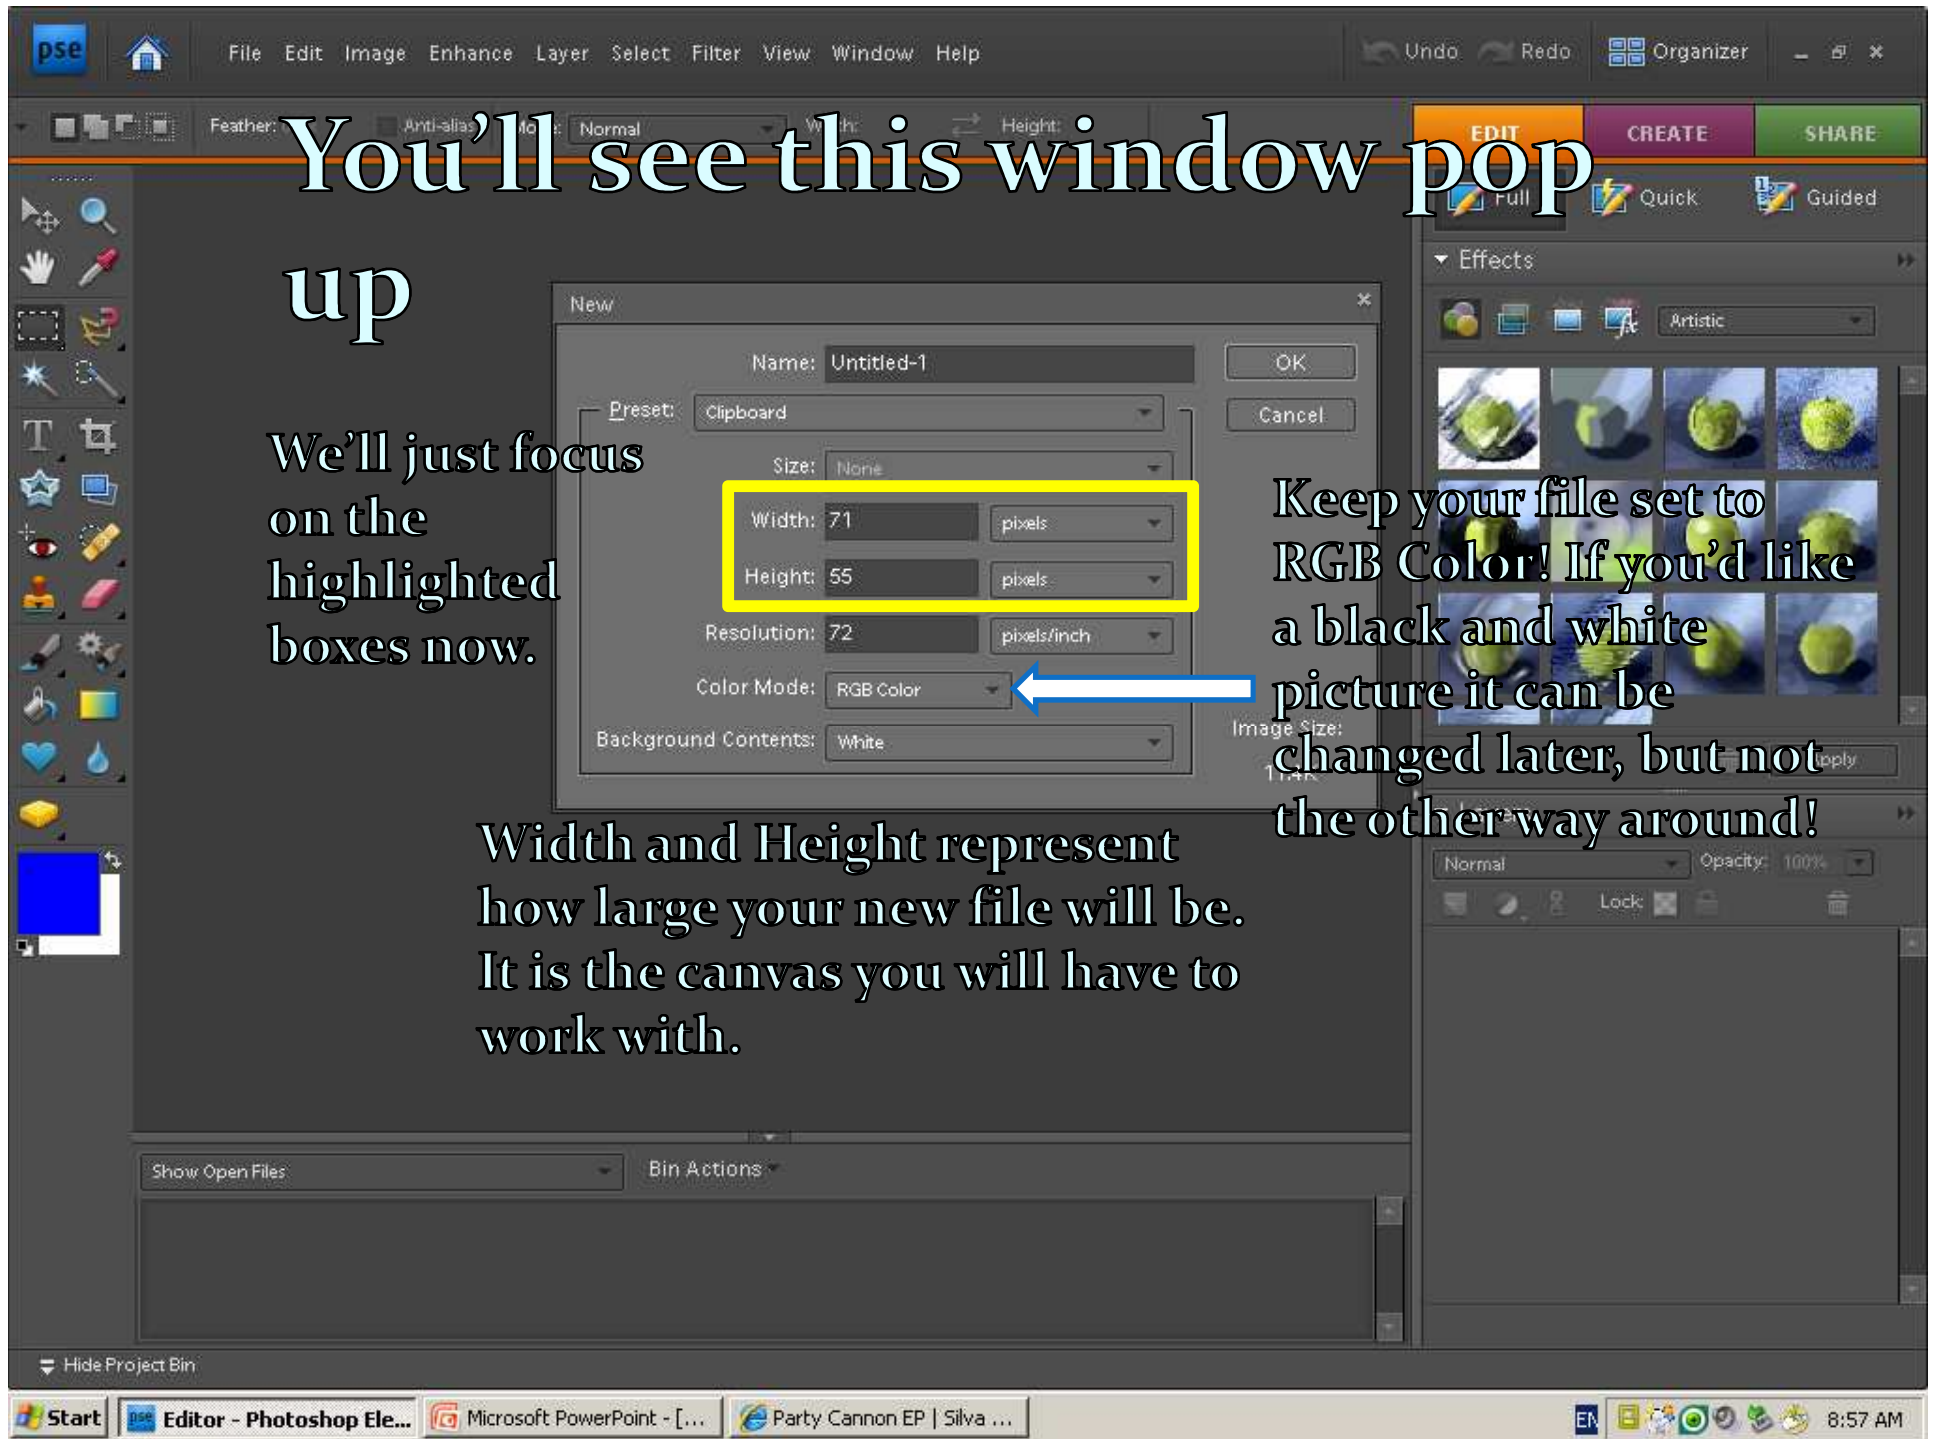 pse File Edit Image Enhance Layer Select Filter View Window Help Undo Redo Organizer
Feather: Anti-alias Normal Height: EDIT CREATE SHARE
You'll see this window pop
up
Full Quick Guided
Effects
Artistic
New
Name: Untitled-1 OK
Preset: Clipboard Cancel
Size: None
Width: 71 pixels
Height: 55 pixels
Resolution: 72 pixels/inch
Color Mode: RGB Color
Background Contents: White
Image Size:
We'll just focus
on the
highlighted
boxes now.
Keep your file set to
RGB Color! If you'd like
a black and white
picture it can be
changed later, but not
the other way around!
Width and Height represent
how large your new file will be.
It is the canvas you will have to
work with.
Normal Opacity: 100%
Lock:
Show Open Files Bin Actions
Hide Project Bin
Start pse Editor - Photoshop Ele... Microsoft PowerPoint - [... Party Cannon EP | Silva ... EN 8:57 AM